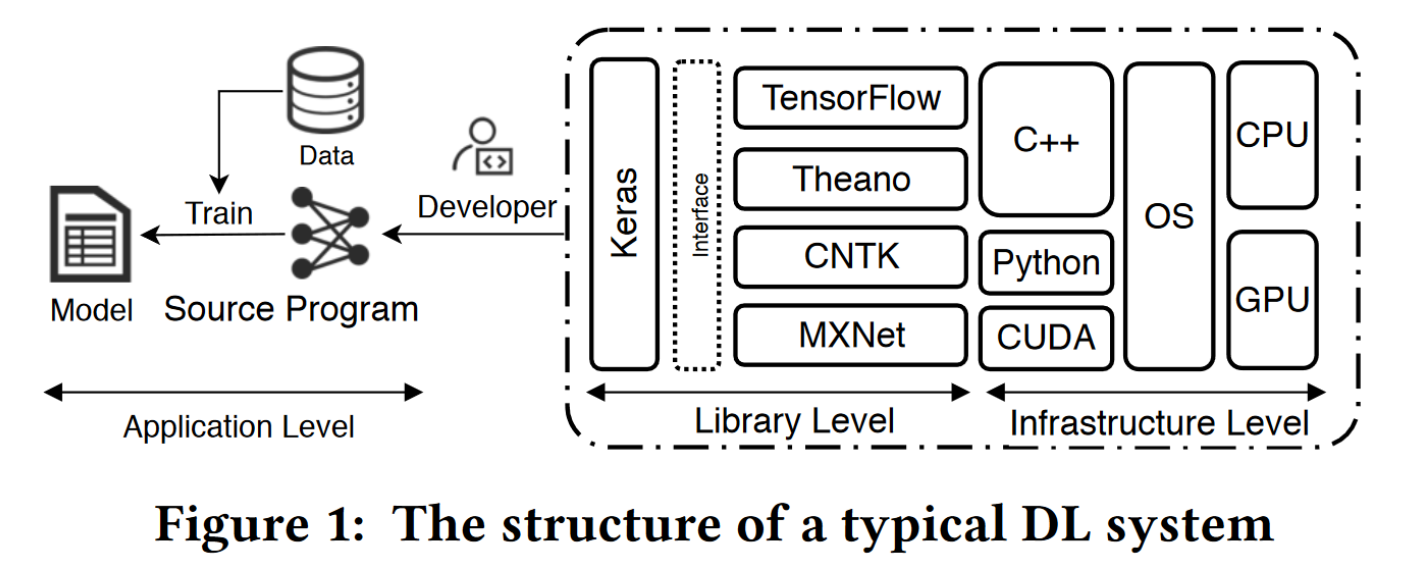 Data
Train
Model
Source Program
Application Level
Developer
Keras
Interface
TensorFlow
Theano
CNTK
MXNet
Library Level
C++
Python
CUDA
OS
CPU
GPU
Infrastructure Level
Figure 1: The structure of a typical DL system